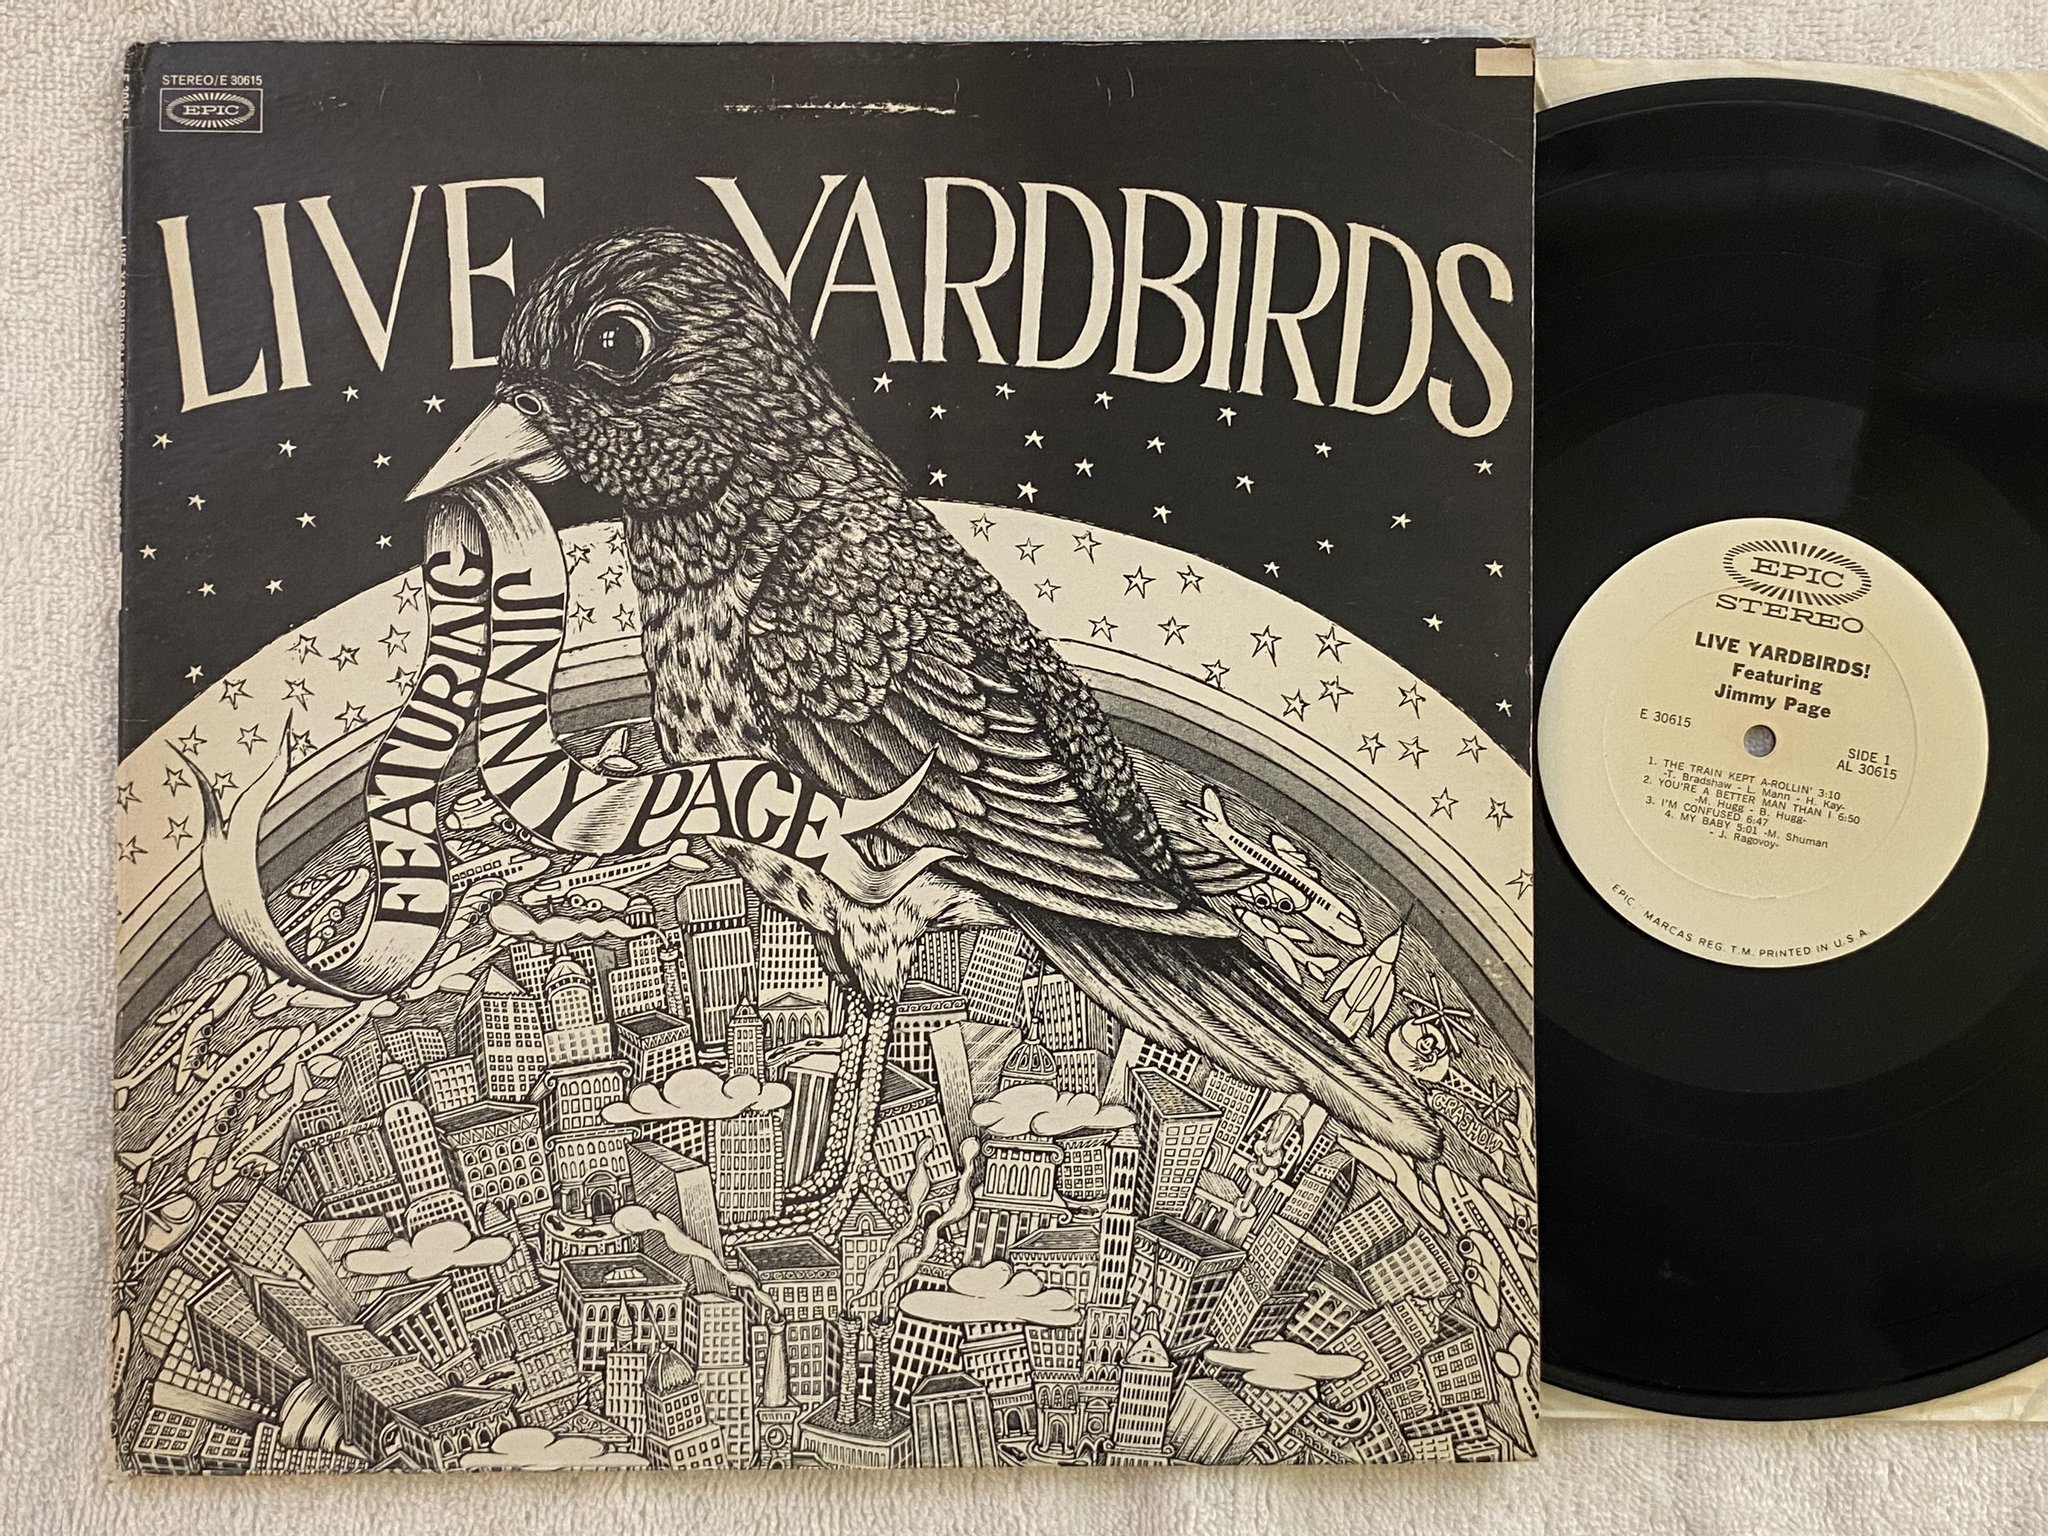 STEREO/E 30615
EPIC
LIVE YARDBIRDS
FEATURING
JIMMY PAGE
GRASHOW
EPIC
STEREO
LIVE YARDBIRDS!
Featuring
Jimmy Page
E 30615
SIDE 1
AL 30615
1. THE TRAIN KEPT A-ROLLIN' 3:10
-T. Bradshaw - L. Mann - H. Kay-
2. YOU'RE A BETTER MAN THAN I 6:50
-M. Hugg - B. Hugg-
3. I'M CONFUSED 6:47
4. MY BABY 5:01 -M. Shuman
- J. Ragovoy-
EPIC, MARCAS REG. T.M. PRINTED IN U.S.A.